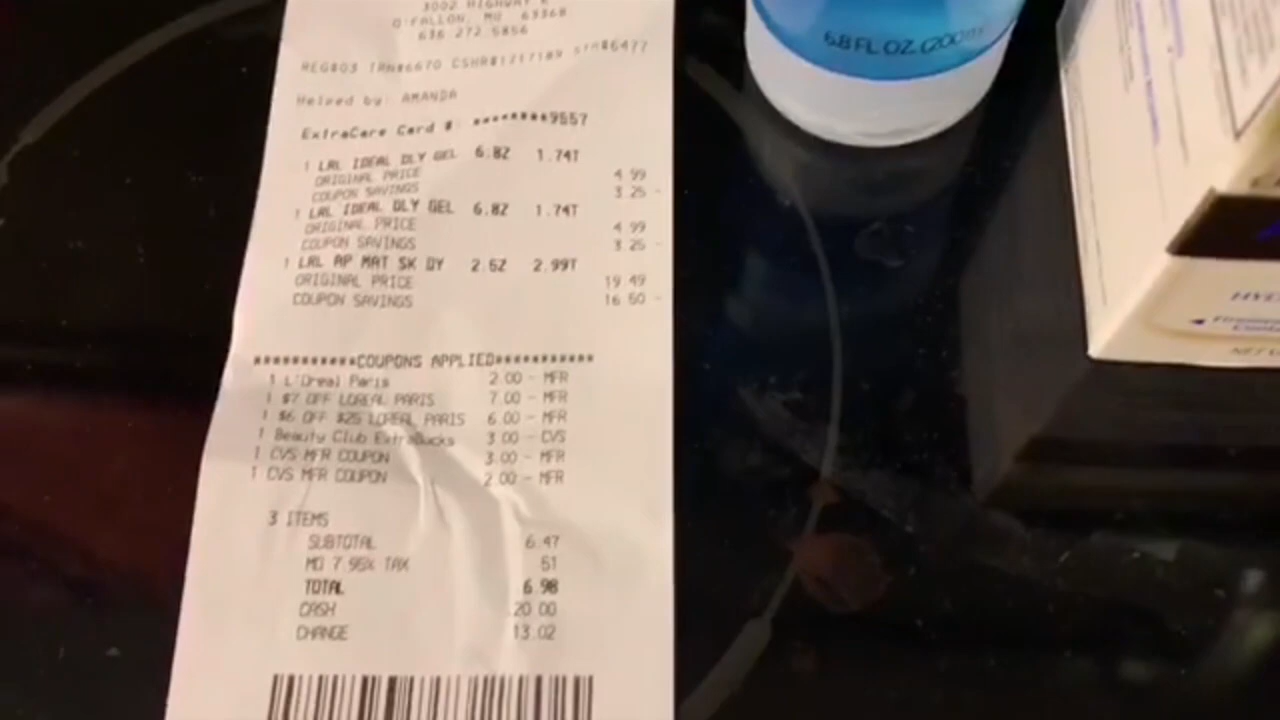 3002 HIGHWAY K
O'FALLON, MO 63368
636.272.5856
REG#03 TRN#6670 CSHR#1217189 STR#6477
Helped by: AMANDA
ExtraCare Card #: ********9557
1 LRL IDEAL DLY GEL 6.8Z 1.74T
ORIGINAL PRICE 4.99
COUPON SAVINGS 3.25 -
1 LRL IDEAL DLY GEL 6.8Z 1.74T
ORIGINAL PRICE 4.99
COUPON SAVINGS 3.25 -
1 LRL AP MAT SK DY 2.5Z 2.99T
ORIGINAL PRICE 19.49
COUPON SAVINGS 16.50 -
***********COUPONS APPLIED***********
1 L'Oreal Paris 2.00 - MFR
1 $7 OFF LOREAL PARIS 7.00 - MFR
1 $6 OFF $25 LOREAL PARIS 6.00 - MFR
1 Beauty Club ExtraBucks 3.00 - CVS
1 CVS MFR COUPON 3.00 - MFR
1 CVS MFR COUPON 2.00 - MFR
3 ITEMS
SUBTOTAL 6.47
MO 7.95% TAX .51
TOTAL 6.98
CASH 20.00
CHANGE 13.02
6.8 FL OZ (200